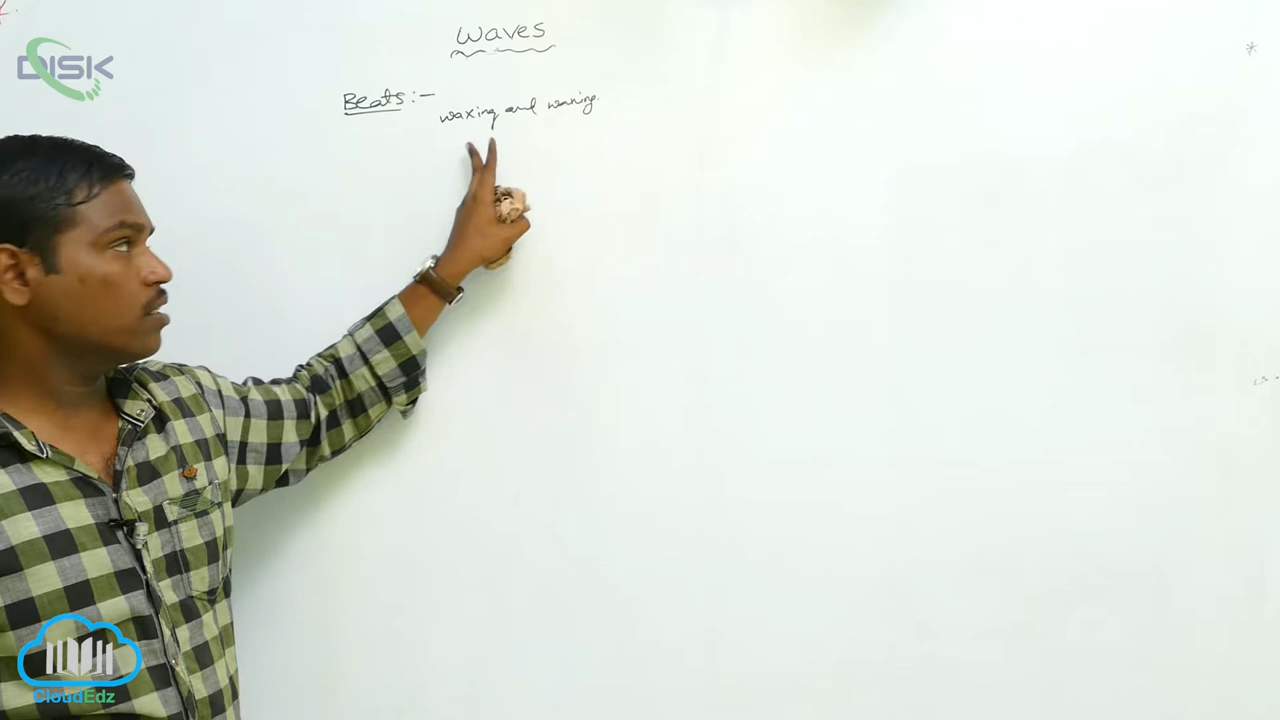 Waves
DISK
Beats:-
waxing and waning.
CloudEdz